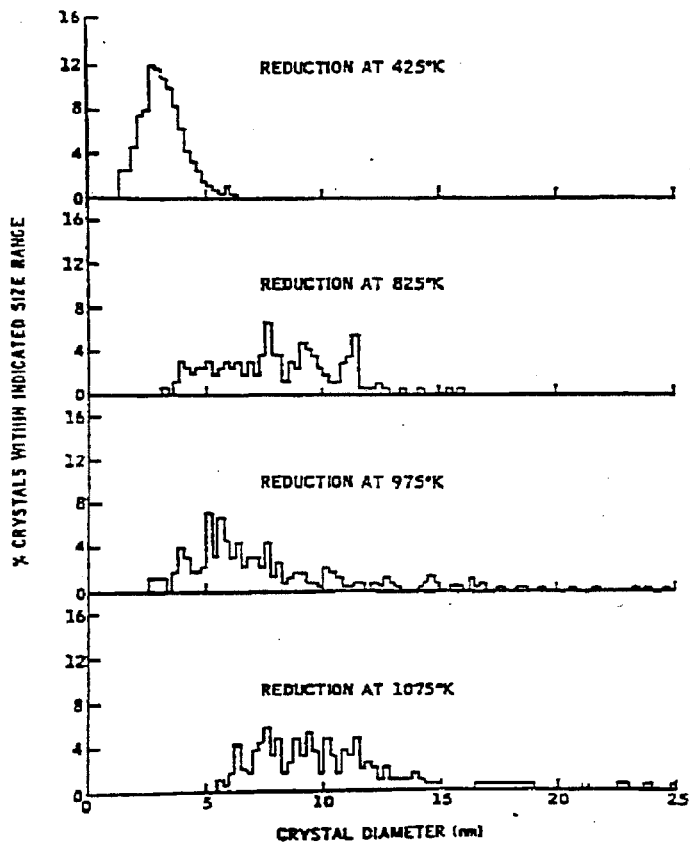 % CRYSTALS WITHIN INDICATED SIZE RANGE
16
12
8
4
0
REDUCTION AT 425°K
16
12
8
4
0
REDUCTION AT 825°K
16
12
8
4
0
REDUCTION AT 975°K
16
12
8
4
0
REDUCTION AT 1075°K
0 5 10 15 20 25
CRYSTAL DIAMETER (nm)